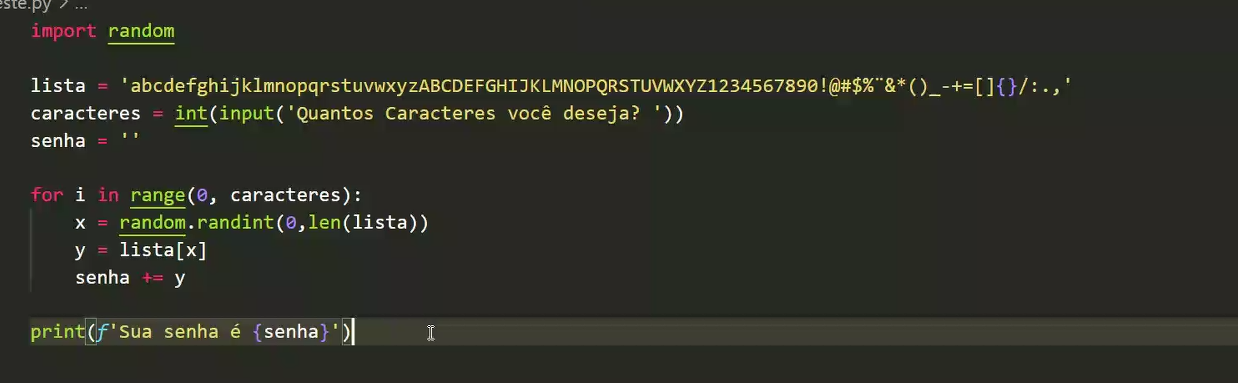 este.py > ...
import random
lista = 'abcdefghijklmnopqrstuvwxyzABCDEFGHIJKLMNOPQRSTUVWXYZ1234567890!@#$%¨&*()_-+=[]{}/:.,'
caracteres = int(input('Quantos Caracteres você deseja? '))
senha = ''
for i in range(0, caracteres):
    x = random.randint(0,len(lista))
    y = lista[x]
    senha += y
print(f'Sua senha é {senha}')